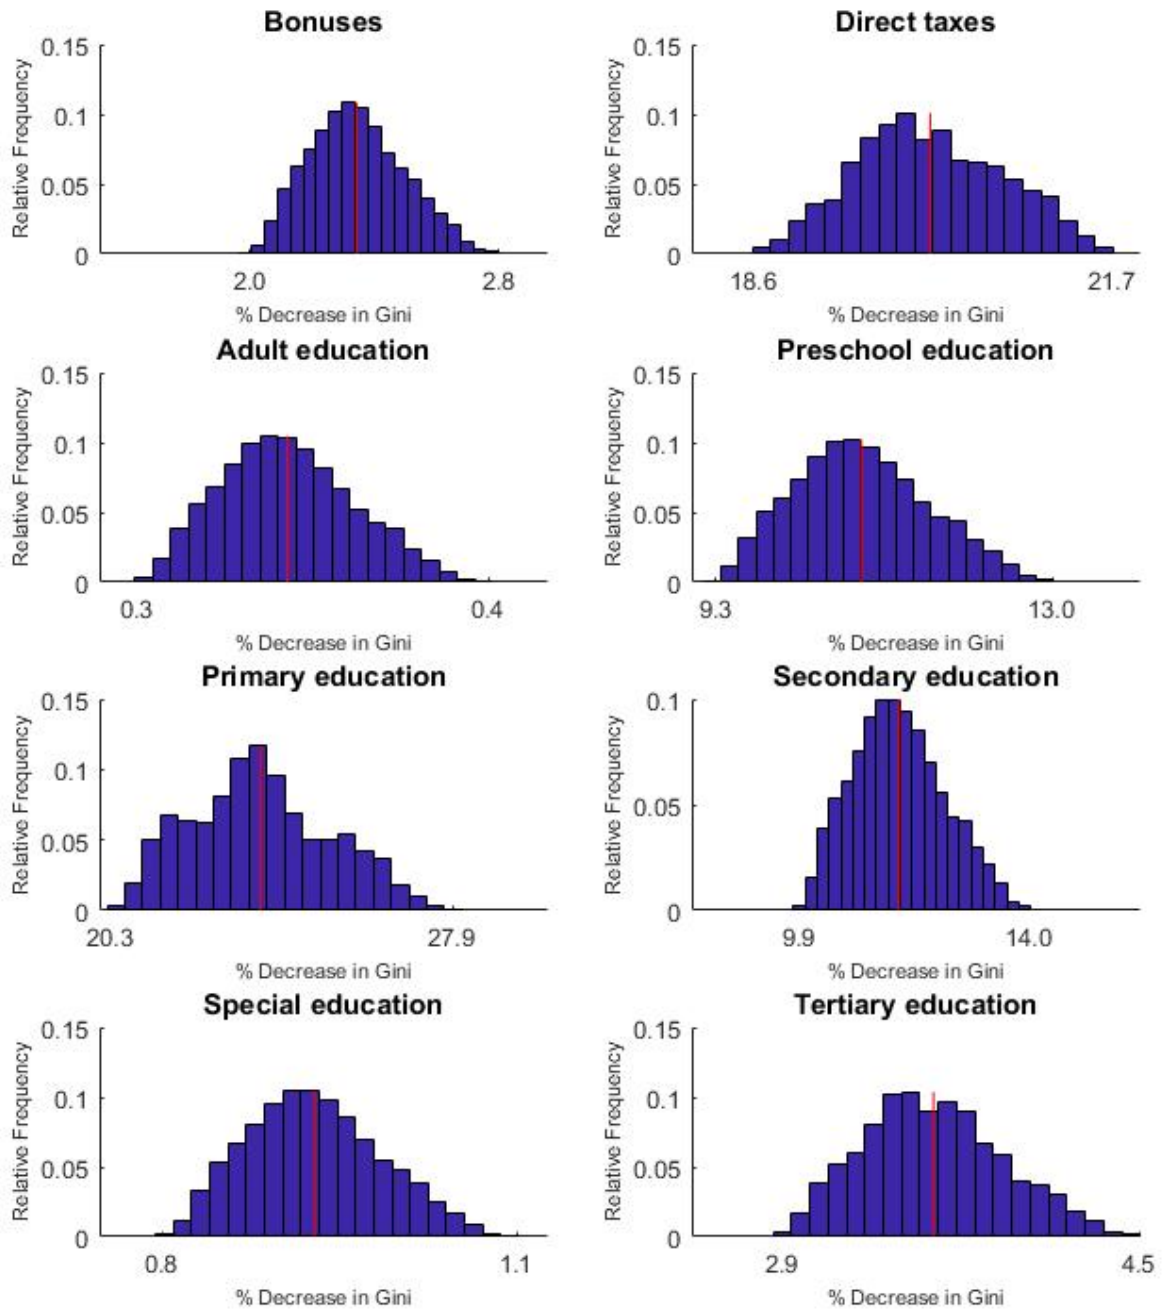 Bonuses
0.15
0.1
0.05
0
Relative Frequency
2.0 2.8
% Decrease in Gini
Direct taxes
0.15
0.1
0.05
0
Relative Frequency
18.6 21.7
% Decrease in Gini
Adult education
0.15
0.1
0.05
0
Relative Frequency
0.3 0.4
% Decrease in Gini
Preschool education
0.15
0.1
0.05
0
Relative Frequency
9.3 13.0
% Decrease in Gini
Primary education
0.15
0.1
0.05
0
Relative Frequency
20.3 27.9
% Decrease in Gini
Secondary education
0.1
0.05
0
Relative Frequency
9.9 14.0
% Decrease in Gini
Special education
0.15
0.1
0.05
0
Relative Frequency
0.8 1.1
% Decrease in Gini
Tertiary education
0.15
0.1
0.05
0
Relative Frequency
2.9 4.5
% Decrease in Gini